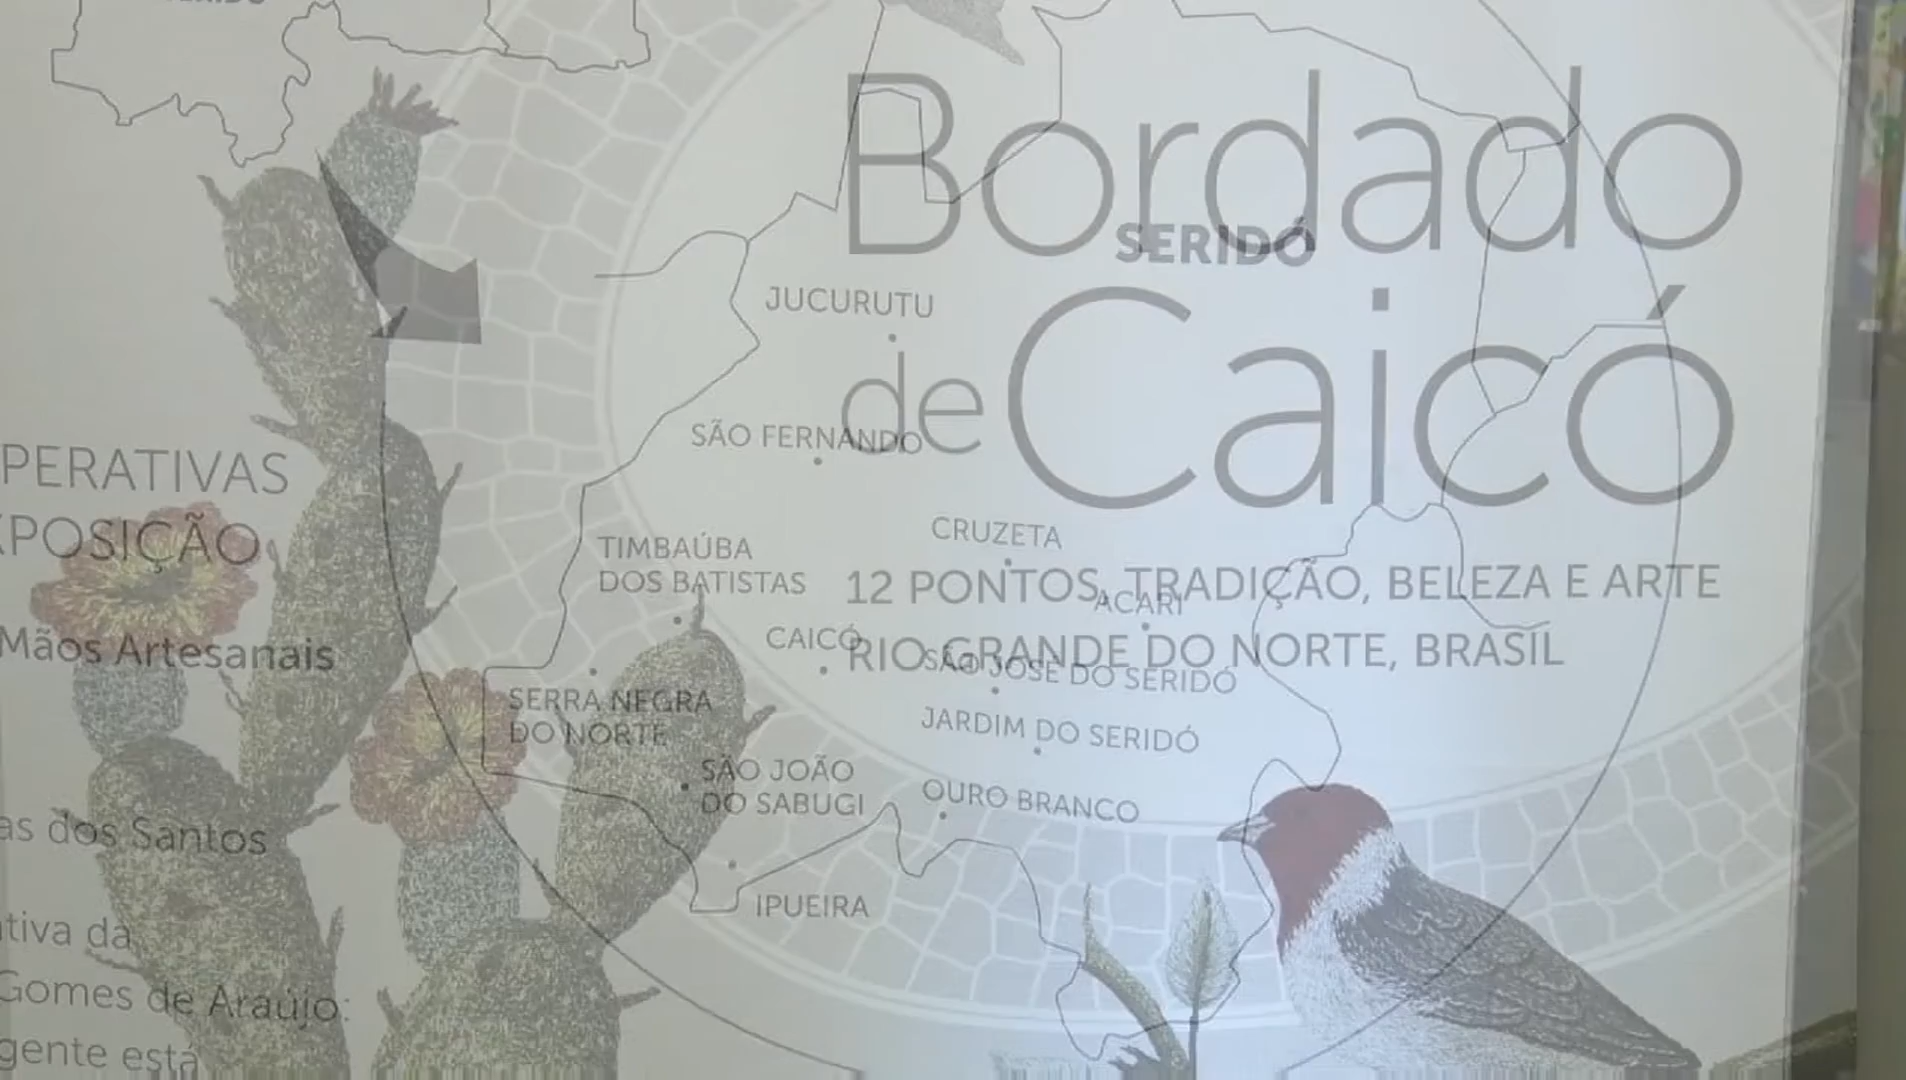 Bordado
SERIDÓ
de Caicó
JUCURUTU
SÃO FERNANDO
PERATIVAS
XPOSIÇÃO
CRUZETA
TIMBAÚBA
DOS BATISTAS
12 PONTOS, TRADIÇÃO, BELEZA E ARTE
ACARI
Mãos Artesanais
CAICÓ
RIO GRANDE DO NORTE, BRASIL
SÃO JOSÉ DO SERIDÓ
SERRA NEGRA
DO NORTE
JARDIM DO SERIDÓ
SÃO JOÃO
DO SABUGI
OURO BRANCO
as dos Santos
IPUEIRA
ativa da
Gomes de Araújo:
gente está